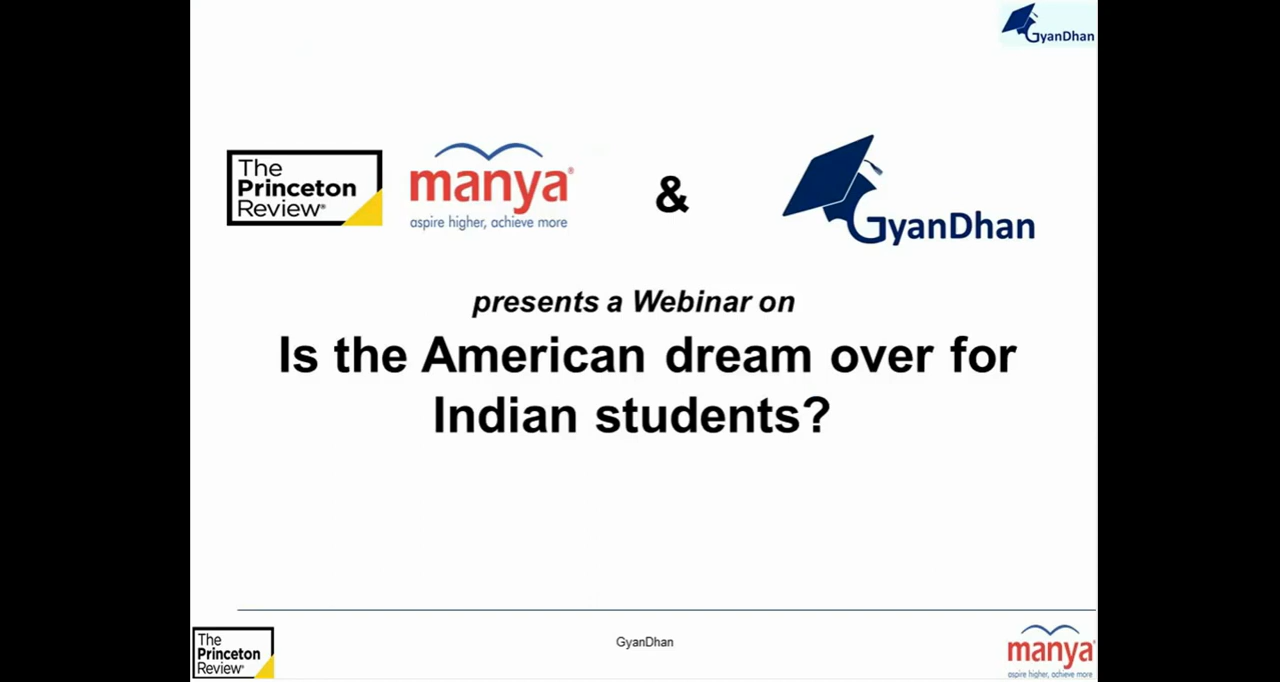 GyanDhan
The
Princeton
Review®
manya®
aspire higher, achieve more
&
GyanDhan
presents a Webinar on
Is the American dream over for
Indian students?
The
Princeton
Review®
GyanDhan
manya®
aspire higher, achieve more